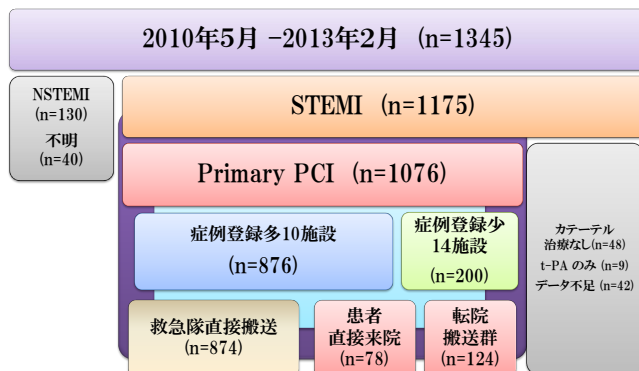 2010年5月 –2013年2月 (n=1345)
NSTEMI
(n=130)
不明
(n=40)
STEMI (n=1175)
Primary PCI (n=1076)
症例登録多10施設
(n=876)
症例登録少
14施設
(n=200)
カテーテル
治療なし(n=48)
t-PA のみ (n=9)
データ不足 (n=42)
救急隊直接搬送
(n=874)
患者
直接来院
(n=78)
転院
搬送群
(n=124)